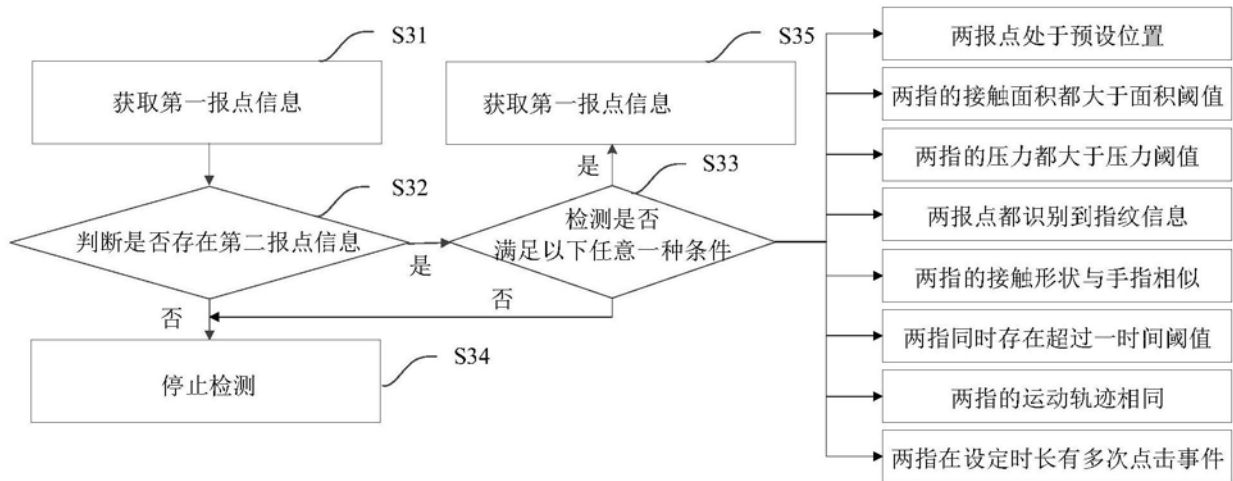 S31
获取第一报点信息
S32
判断是否存在第二报点信息
是
否
S34
停止检测
S35
获取第一报点信息
是
S33
检测是否
满足以下任意一种条件
否
两报点处于预设位置
两指的接触面积都大于面积阈值
两指的压力都大于压力阈值
两报点都识别到指纹信息
两指的接触形状与手指相似
两指同时存在超过一时间阈值
两指的运动轨迹相同
两指在设定时长有多次点击事件